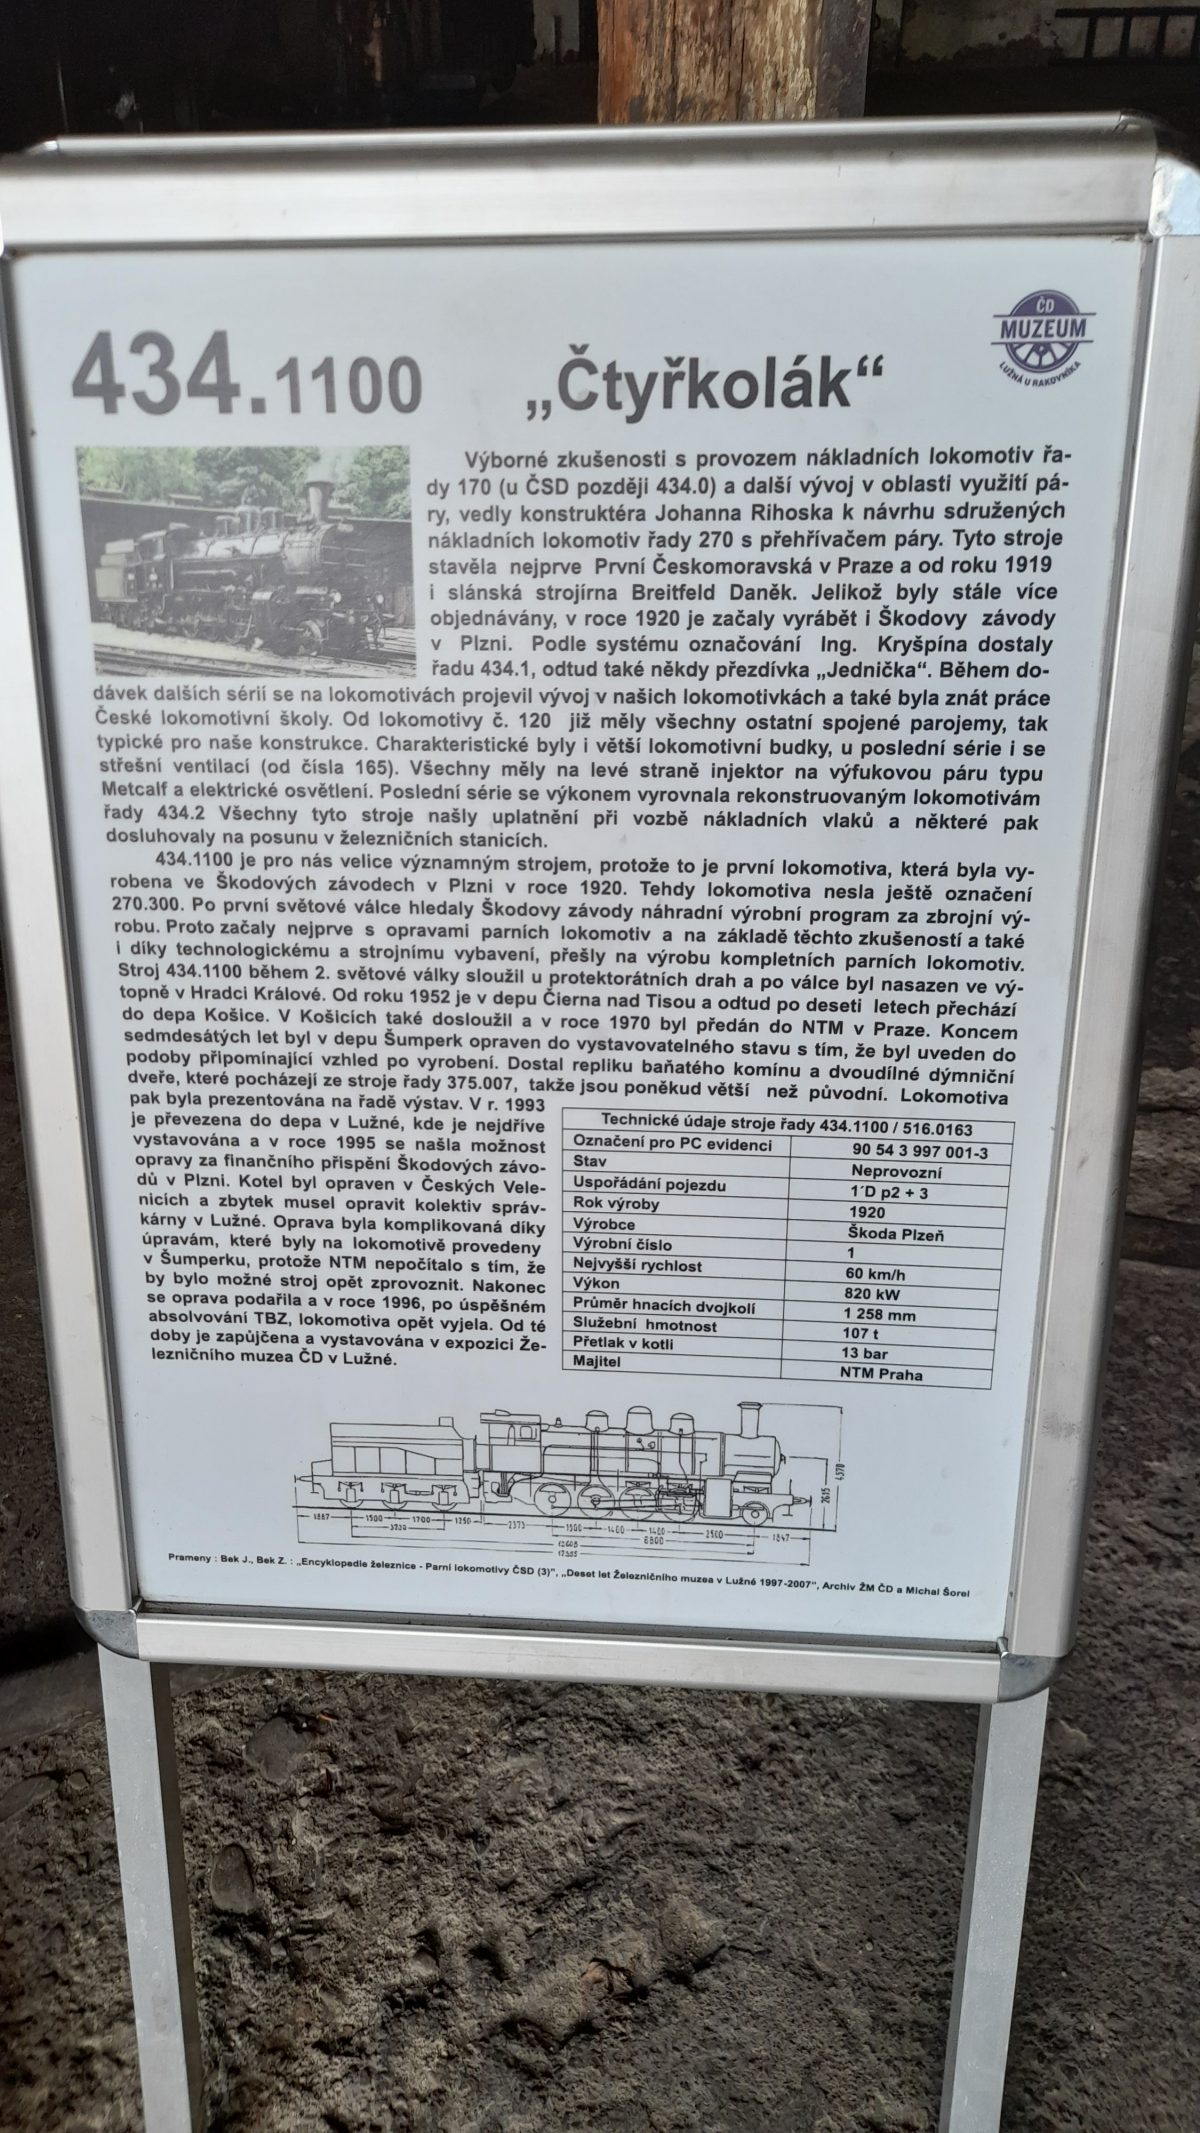 ČD
MUZEUM
LUŽNÁ U RAKOVNÍKA
434.1100 „Čtyřkolák“
Výborné zkušenosti s provozem nákladních lokomotiv řa-
dy 170 (u ČSD později 434.0) a další vývoj v oblasti využití pá-
ry, vedly konstruktéra Johanna Rihoska k návrhu sdružených
nákladních lokomotiv řady 270 s přehřívačem páry. Tyto stroje
stavěla nejprve První Českomoravská v Praze a od roku 1919
i slánská strojírna Breitfeld Daněk. Jelikož byly stále více
objednávány, v roce 1920 je začaly vyrábět i Škodovy závody
v Plzni. Podle systému označování Ing. Kryšpína dostaly
řadu 434.1, odtud také někdy přezdívka „Jednička“. Během do-
dávek dalších sérií se na lokomotivách projevil vývoj v našich lokomotivkách a také byla znát práce
České lokomotivní školy. Od lokomotivy č. 120 již měly všechny ostatní spojené parojemy, tak
typické pro naše konstrukce. Charakteristické byly i větší lokomotivní budky, u poslední série i se
střešní ventilací (od čísla 165). Všechny měly na levé straně injektor na výfukovou páru typu
Metcalf a elektrické osvětlení. Poslední série se výkonem vyrovnala rekonstruovaným lokomotivám
řady 434.2 Všechny tyto stroje našly uplatnění při vozbě nákladních vlaků a některé pak
dosluhovaly na posunu v železničních stanicích.
434.1100 je pro nás velice významným strojem, protože to je první lokomotiva, která byla vy-
robena ve Škodových závodech v Plzni v roce 1920. Tehdy lokomotiva nesla ještě označení
270.300. Po první světové válce hledaly Škodovy závody náhradní výrobní program za zbrojní vý-
robu. Proto začaly nejprve s opravami parních lokomotiv a na základě těchto zkušeností a také
i díky technologickému a strojnímu vybavení, přešly na výrobu kompletních parních lokomotiv.
Stroj 434.1100 během 2. světové války sloužil u protektorátních drah a po válce byl nasazen ve vý-
topně v Hradci Králové. Od roku 1952 je v depu Čierna nad Tisou a odtud po deseti letech přechází
do depa Košice. V Košicích také dosloužil a v roce 1970 byl předán do NTM v Praze. Koncem
sedmdesátých let byl v depu Šumperk opraven do vystavovatelného stavu s tím, že byl uveden do
podoby připomínající vzhled po vyrobení. Dostal repliku baňatého komínu a dvoudílné dýmniční
dveře, které pocházejí ze stroje řady 375.007, takže jsou poněkud větší než původní. Lokomotiva
pak byla prezentována na řadě výstav. V r. 1993
je převezena do depa v Lužné, kde je nejdříve
vystavována a v roce 1995 se našla možnost
opravy za finančního přispění Škodových závo-
dů v Plzni. Kotel byl opraven v Českých Vele-
nicích a zbytek musel opravit kolektiv správ-
kárny v Lužné. Oprava byla komplikovaná díky
úpravám, které byly na lokomotivě provedeny
v Šumperku, protože NTM nepočítalo s tím, že
by bylo možné stroj opět zprovoznit. Nakonec
se oprava podařila a v roce 1996, po úspěšném
absolvování TBZ, lokomotiva opět vyjela. Od té
doby je zapůjčena a vystavována v expozici Že-
lezničního muzea ČD v Lužné.
Technické údaje stroje řady 434.1100 / 516.0163
Označení pro PC evidenci 90 54 3 997 001-3
Stav Neprovozní
Uspořádání pojezdu 1´D p2 + 3
Rok výroby 1920
Výrobce Škoda Plzeň
Výrobní číslo 1
Nejvyšší rychlost 60 km/h
Výkon 820 kW
Průměr hnacích dvojkolí 1 258 mm
Služební hmotnost 107 t
Přetlak v kotli 13 bar
Majitel NTM Praha
2615 4570
1887 1500 1700 1250 2373 1500 1400 1400 2500 1847
6800
Prameny : Bek J., Bek Z. : „Encyklopedie železnice - Parní lokomotivy ČSD (3)”, „Deset let Železničního muzea v Lužné 1997-2007”, Archiv ŽM ČD a Michal Šorel